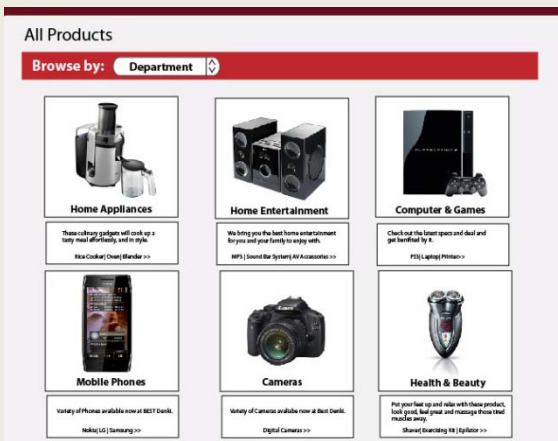 All Products
Browse by: Department
Home Appliances
Home Entertainment
Computer & Games
These culinary gadgets will cook up a
tasty meal effortlessly, and in style.
Rice Cooker| Oven| Blender >>
We bring you the best home entertainment
for you and your family to enjoy with.
MP3 | Sound Bar System| AV Accessories >>
Check out the latest specs and deal and
get benifited by it.
PS3| Laptop| Printer>>
Canon
Mobile Phones
Cameras
Health & Beauty
Variety of Phones available now at BEST Denki.
Nokia| LG | Samsung >>
Variety of Cameras availabe now at Best Denki.
Digital Cameras >>
Put your feet up and relax with these product,
look good, feel great and massage those tired
muscles away.
Shaver| Exercising Kit | Epilator >>